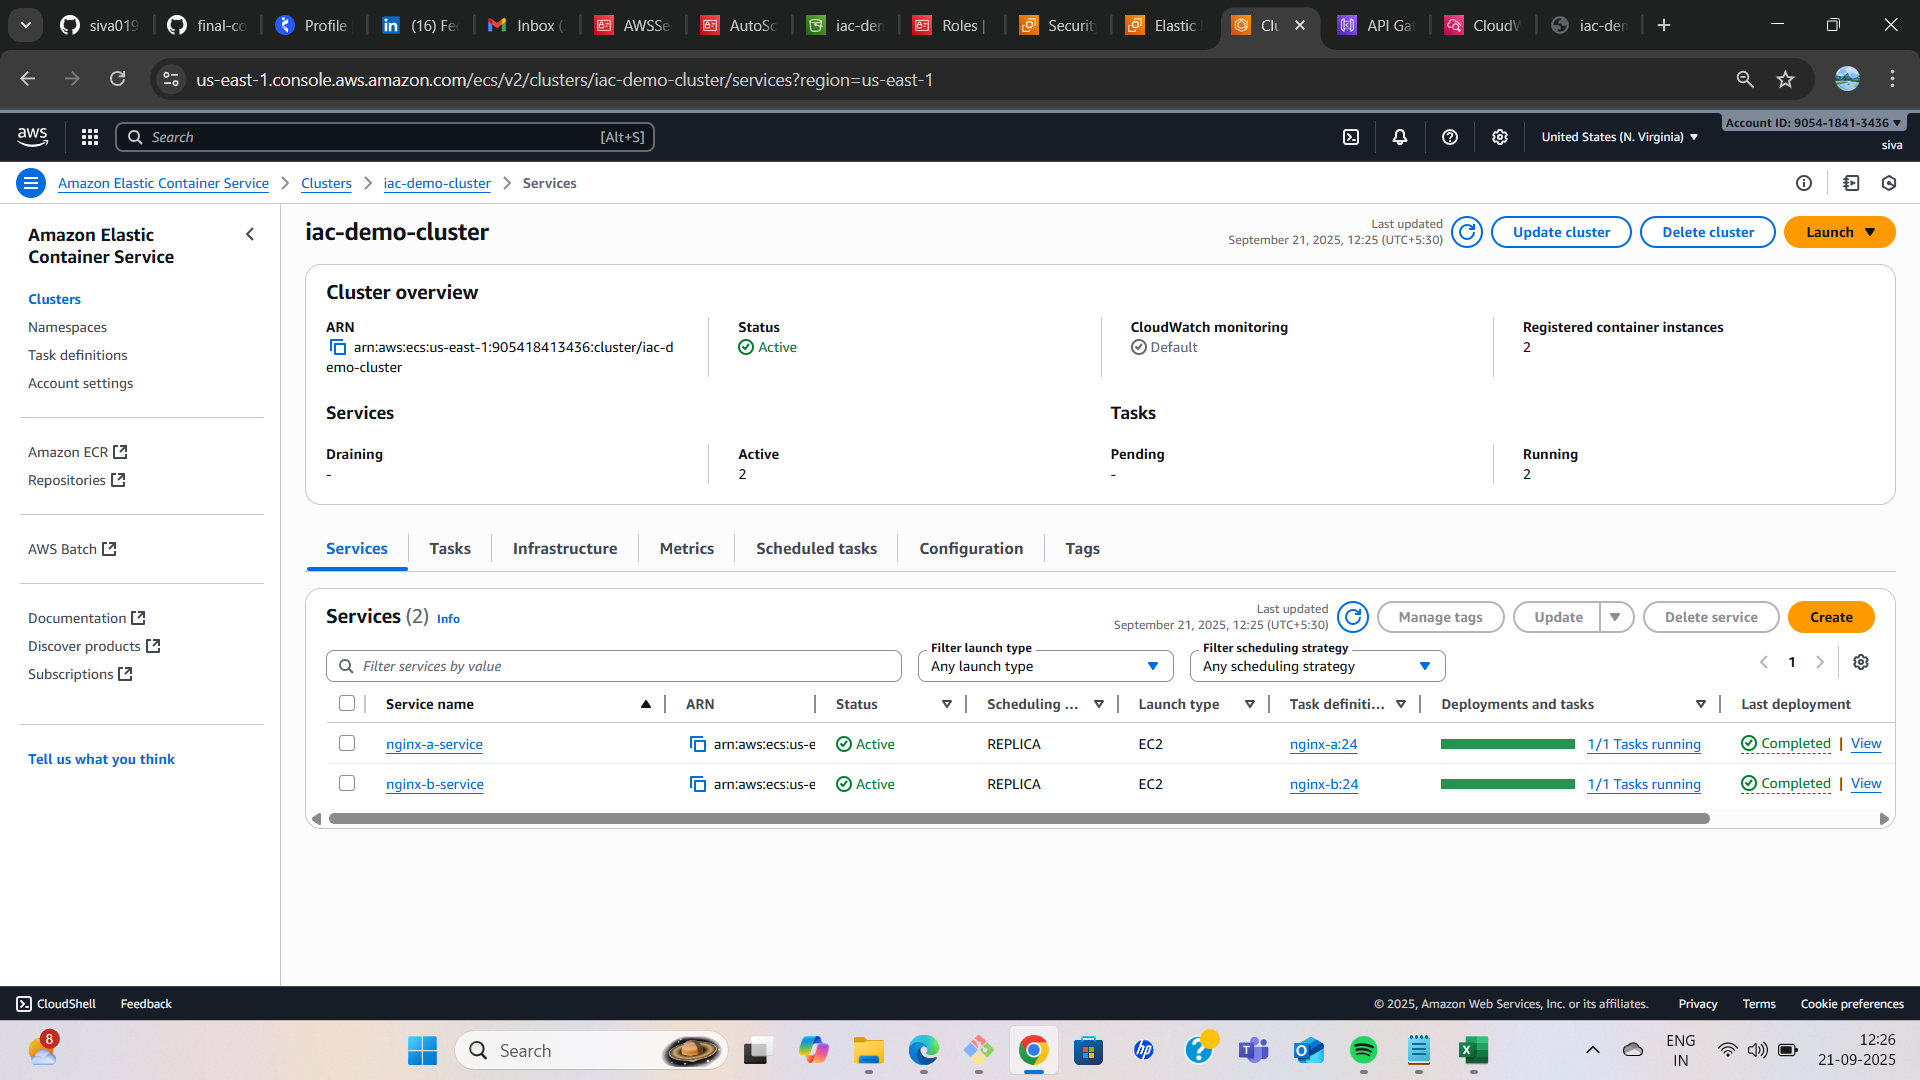 siva019
final-co
Profile
(16) Fe
Inbox (
AWSSe
AutoSc
iac-den
Roles |
Securit
Elastic
Clu
API Ga
CloudW
iac-den
us-east-1.console.aws.amazon.com/ecs/v2/clusters/iac-demo-cluster/services?region=us-east-1
aws
Search
[Alt+S]
United States (N. Virginia)
Account ID: 9054-1841-3436
siva
Amazon Elastic Container Service
Clusters
iac-demo-cluster
Services
Amazon Elastic
Container Service
Clusters
Namespaces
Task definitions
Account settings
Amazon ECR
Repositories
AWS Batch
Documentation
Discover products
Subscriptions
Tell us what you think
iac-demo-cluster
Last updated
September 21, 2025, 12:25 (UTC+5:30)
Update cluster
Delete cluster
Launch
Cluster overview
ARN
arn:aws:ecs:us-east-1:905418413436:cluster/iac-d
emo-cluster
Status
Active
CloudWatch monitoring
Default
Registered container instances
2
Services
Tasks
Draining
-
Active
2
Pending
-
Running
2
Services
Tasks
Infrastructure
Metrics
Scheduled tasks
Configuration
Tags
Services (2) Info
Last updated
September 21, 2025, 12:25 (UTC+5:30)
Manage tags
Update
Delete service
Create
Filter services by value
Filter launch type
Any launch type
Filter scheduling strategy
Any scheduling strategy
1
Service name ARN Status Scheduling ... Launch type Task definiti... Deployments and tasks Last deployment
nginx-a-service arn:aws:ecs:us-e Active REPLICA EC2 nginx-a:24 1/1 Tasks running Completed | View
nginx-b-service arn:aws:ecs:us-e Active REPLICA EC2 nginx-b:24 1/1 Tasks running Completed | View
CloudShell
Feedback
© 2025, Amazon Web Services, Inc. or its affiliates.
Privacy
Terms
Cookie preferences
8
Search
ENG
IN
12:26
21-09-2025